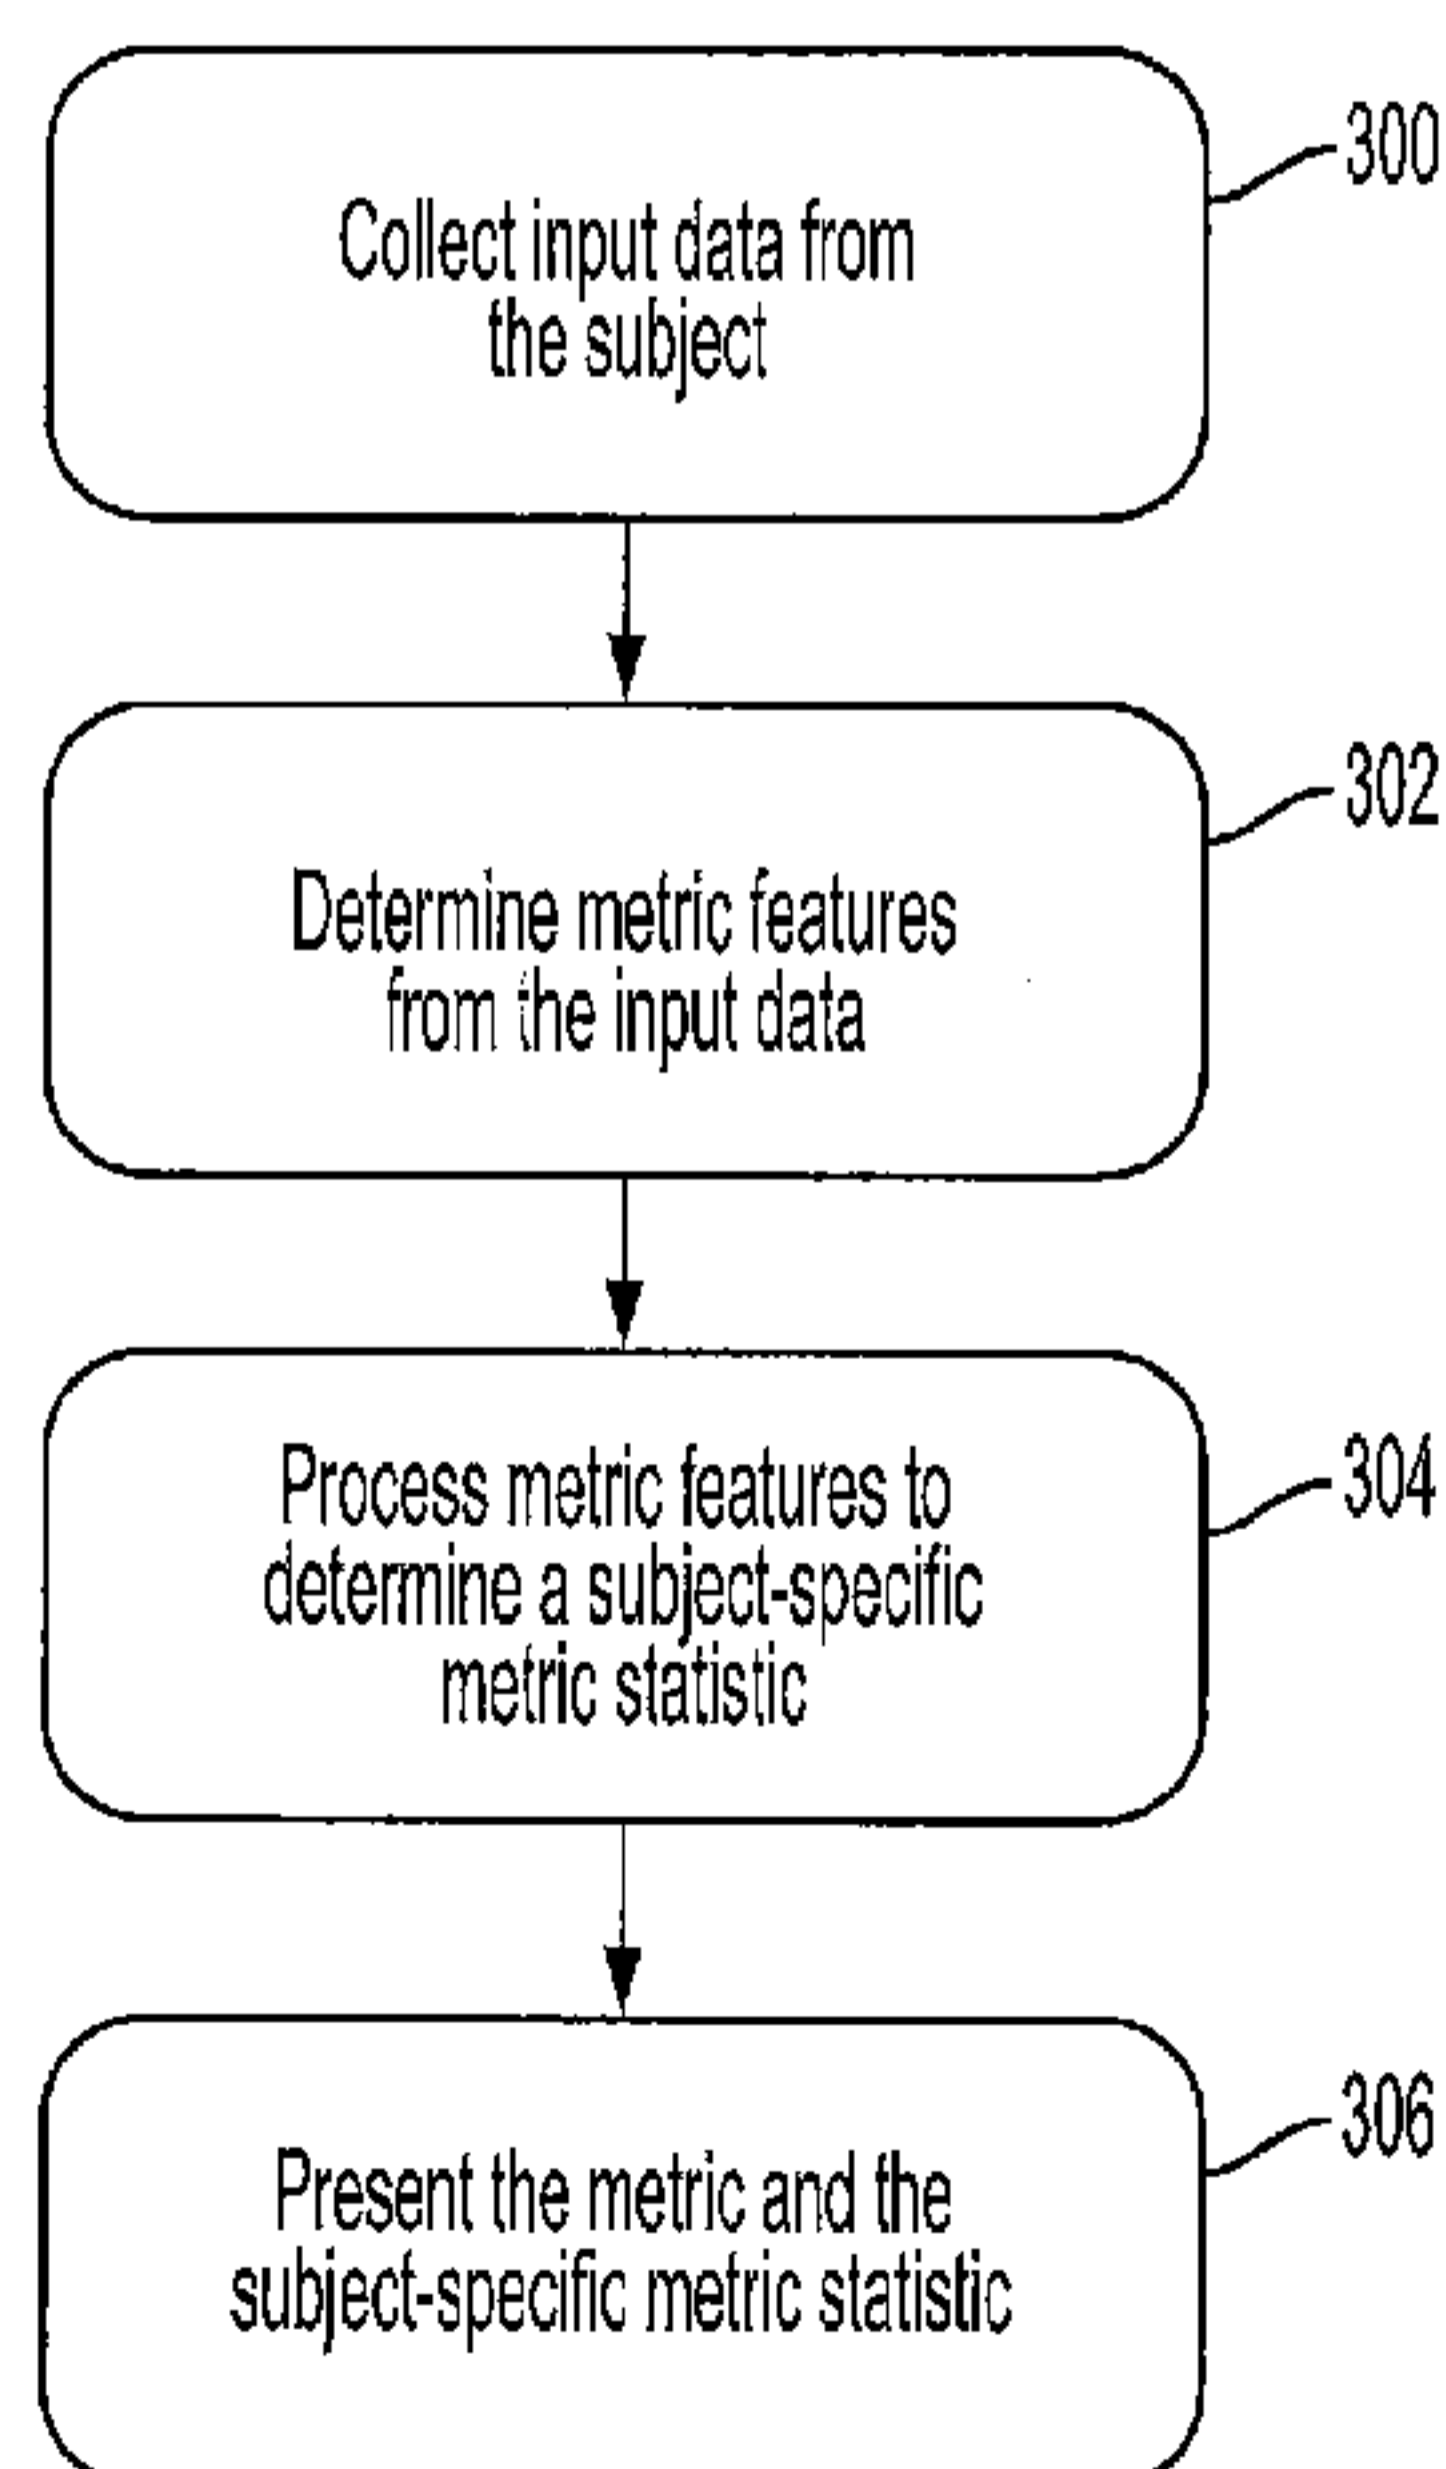 300
Collect input data from
the subject
302
Determine metric features
from the input data
304
Process metric features to
determine a subject-specific
metric statistic
306
Present the metric and the
subject-specific metric statistic